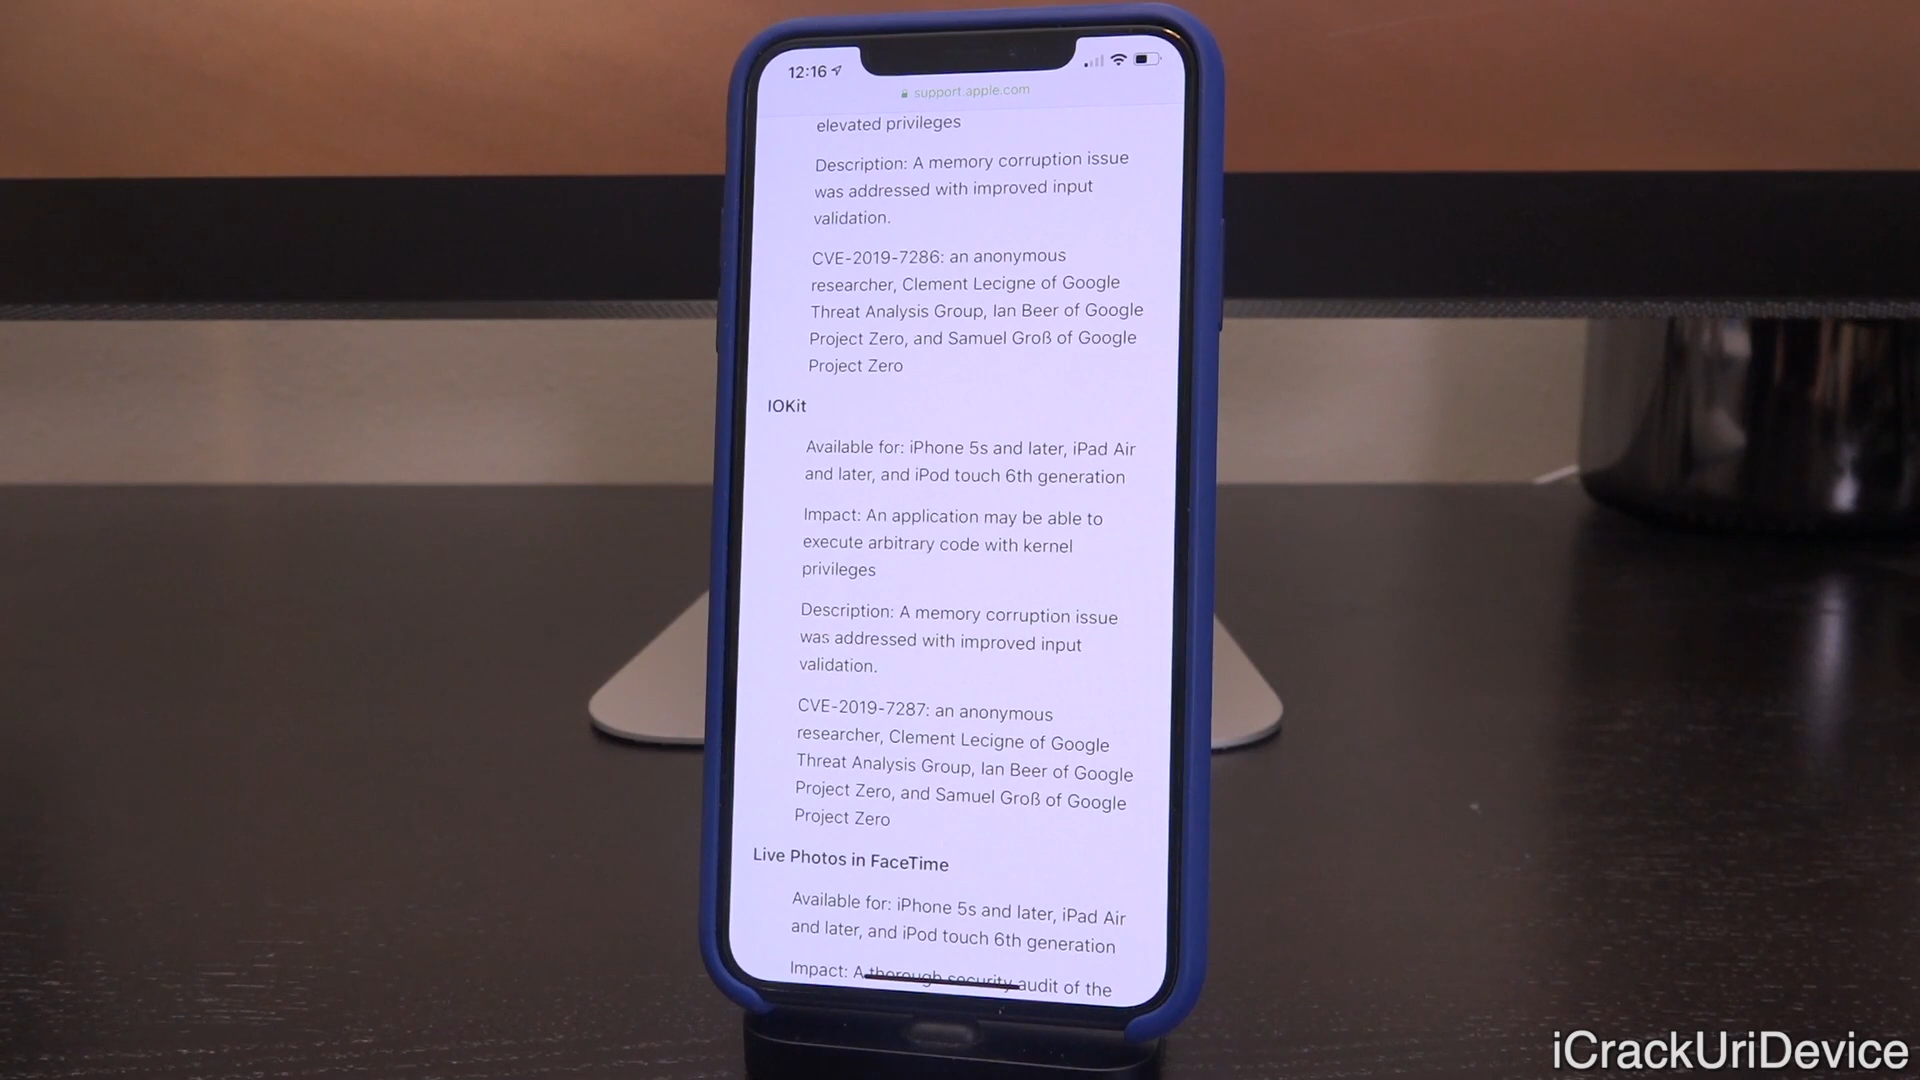 12:16
support.apple.com
elevated privileges
Description: A memory corruption issue
was addressed with improved input
validation.
CVE-2019-7286: an anonymous
researcher, Clement Lecigne of Google
Threat Analysis Group, Ian Beer of Google
Project Zero, and Samuel Groß of Google
Project Zero
IOKit
Available for: iPhone 5s and later, iPad Air
and later, and iPod touch 6th generation
Impact: An application may be able to
execute arbitrary code with kernel
privileges
Description: A memory corruption issue
was addressed with improved input
validation.
CVE-2019-7287: an anonymous
researcher, Clement Lecigne of Google
Threat Analysis Group, Ian Beer of Google
Project Zero, and Samuel Groß of Google
Project Zero
Live Photos in FaceTime
Available for: iPhone 5s and later, iPad Air
and later, and iPod touch 6th generation
Impact: A thorough security audit of the
iCrackUriDevice